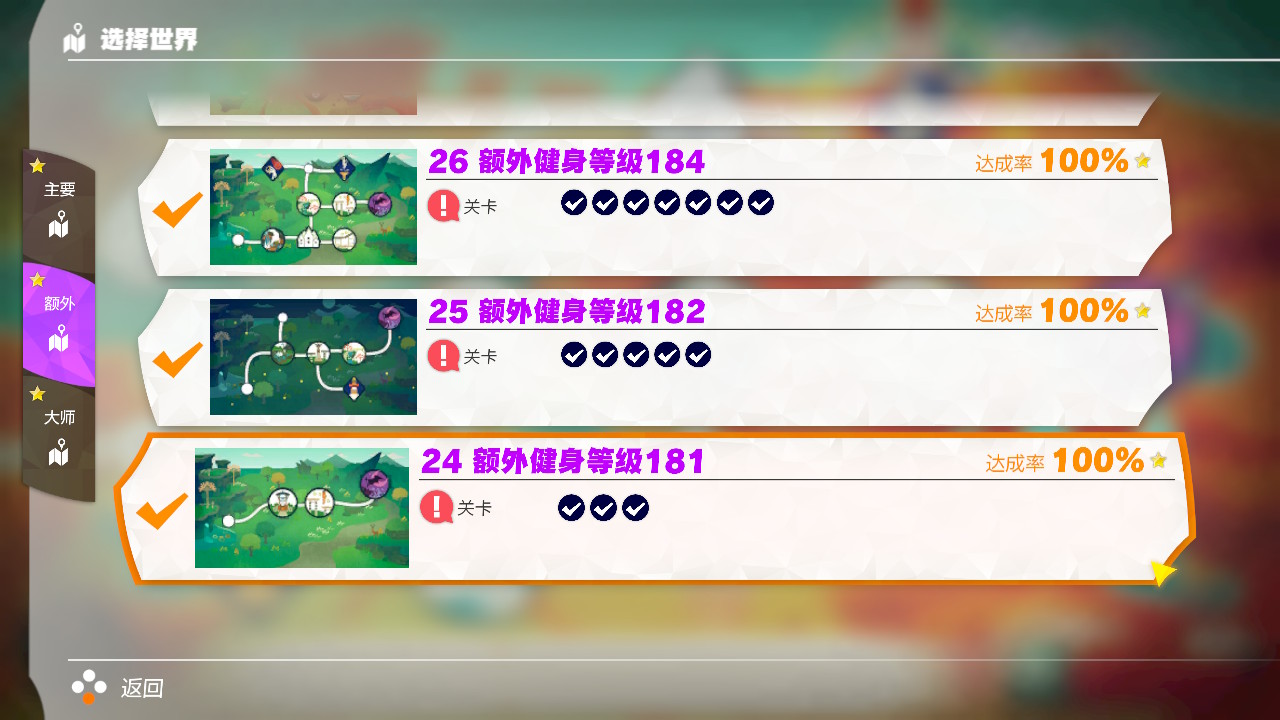 选择世界
主要
额外
大师
26 额外健身等级184
达成率 100%
关卡
25 额外健身等级182
达成率 100%
关卡
24 额外健身等级181
达成率 100%
关卡
返回